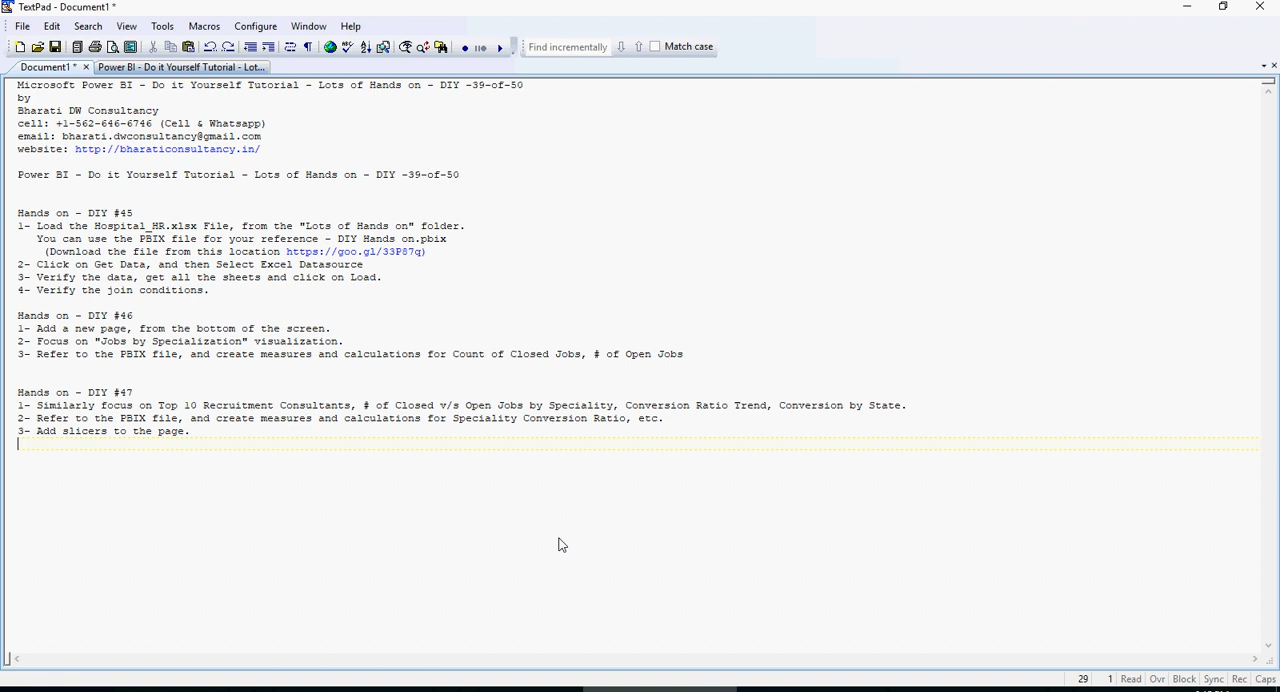 TextPad - Document1 *
File Edit Search View Tools Macros Configure Window Help
Find incrementally Match case
Document1 * Power BI - Do it Yourself Tutorial - Lot...
Microsoft Power BI - Do it Yourself Tutorial - Lots of Hands on - DIY -39-of-50
by
Bharati DW Consultancy
cell: +1-562-646-6746 (Cell & Whatsapp)
email: bharati.dwconsultancy@gmail.com
website: http://bharaticonsultancy.in/
Power BI - Do it Yourself Tutorial - Lots of Hands on - DIY -39-of-50
Hands on - DIY #45
1- Load the Hospital_HR.xlsx File, from the "Lots of Hands on" folder.
You can use the PBIX file for your reference - DIY Hands on.pbix
(Download the file from this location https://goo.gl/33P87q)
2- Click on Get Data, and then Select Excel Datasource
3- Verify the data, get all the sheets and click on Load.
4- Verify the join conditions.
Hands on - DIY #46
1- Add a new page, from the bottom of the screen.
2- Focus on "Jobs by Specialization" visualization.
3- Refer to the PBIX file, and create measures and calculations for Count of Closed Jobs, # of Open Jobs
Hands on - DIY #47
1- Similarly focus on Top 10 Recruitment Consultants, # of Closed v/s Open Jobs by Speciality, Conversion Ratio Trend, Conversion by State.
2- Refer to the PBIX file, and create measures and calculations for Speciality Conversion Ratio, etc.
3- Add slicers to the page.
29 1 Read Ovr Block Sync Rec Caps